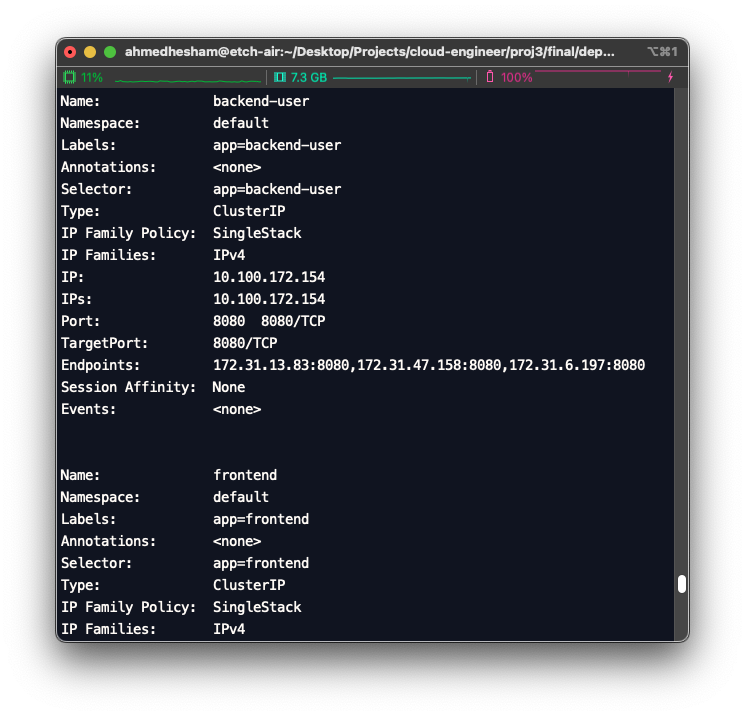 ahmedhesham@etch-air:~/Desktop/Projects/cloud-engineer/proj3/final/dep... ⌥⌘1
11% 7.3 GB 100%
Name: backend-user
Namespace: default
Labels: app=backend-user
Annotations: <none>
Selector: app=backend-user
Type: ClusterIP
IP Family Policy: SingleStack
IP Families: IPv4
IP: 10.100.172.154
IPs: 10.100.172.154
Port: 8080 8080/TCP
TargetPort: 8080/TCP
Endpoints: 172.31.13.83:8080,172.31.47.158:8080,172.31.6.197:8080
Session Affinity: None
Events: <none>
Name: frontend
Namespace: default
Labels: app=frontend
Annotations: <none>
Selector: app=frontend
Type: ClusterIP
IP Family Policy: SingleStack
IP Families: IPv4